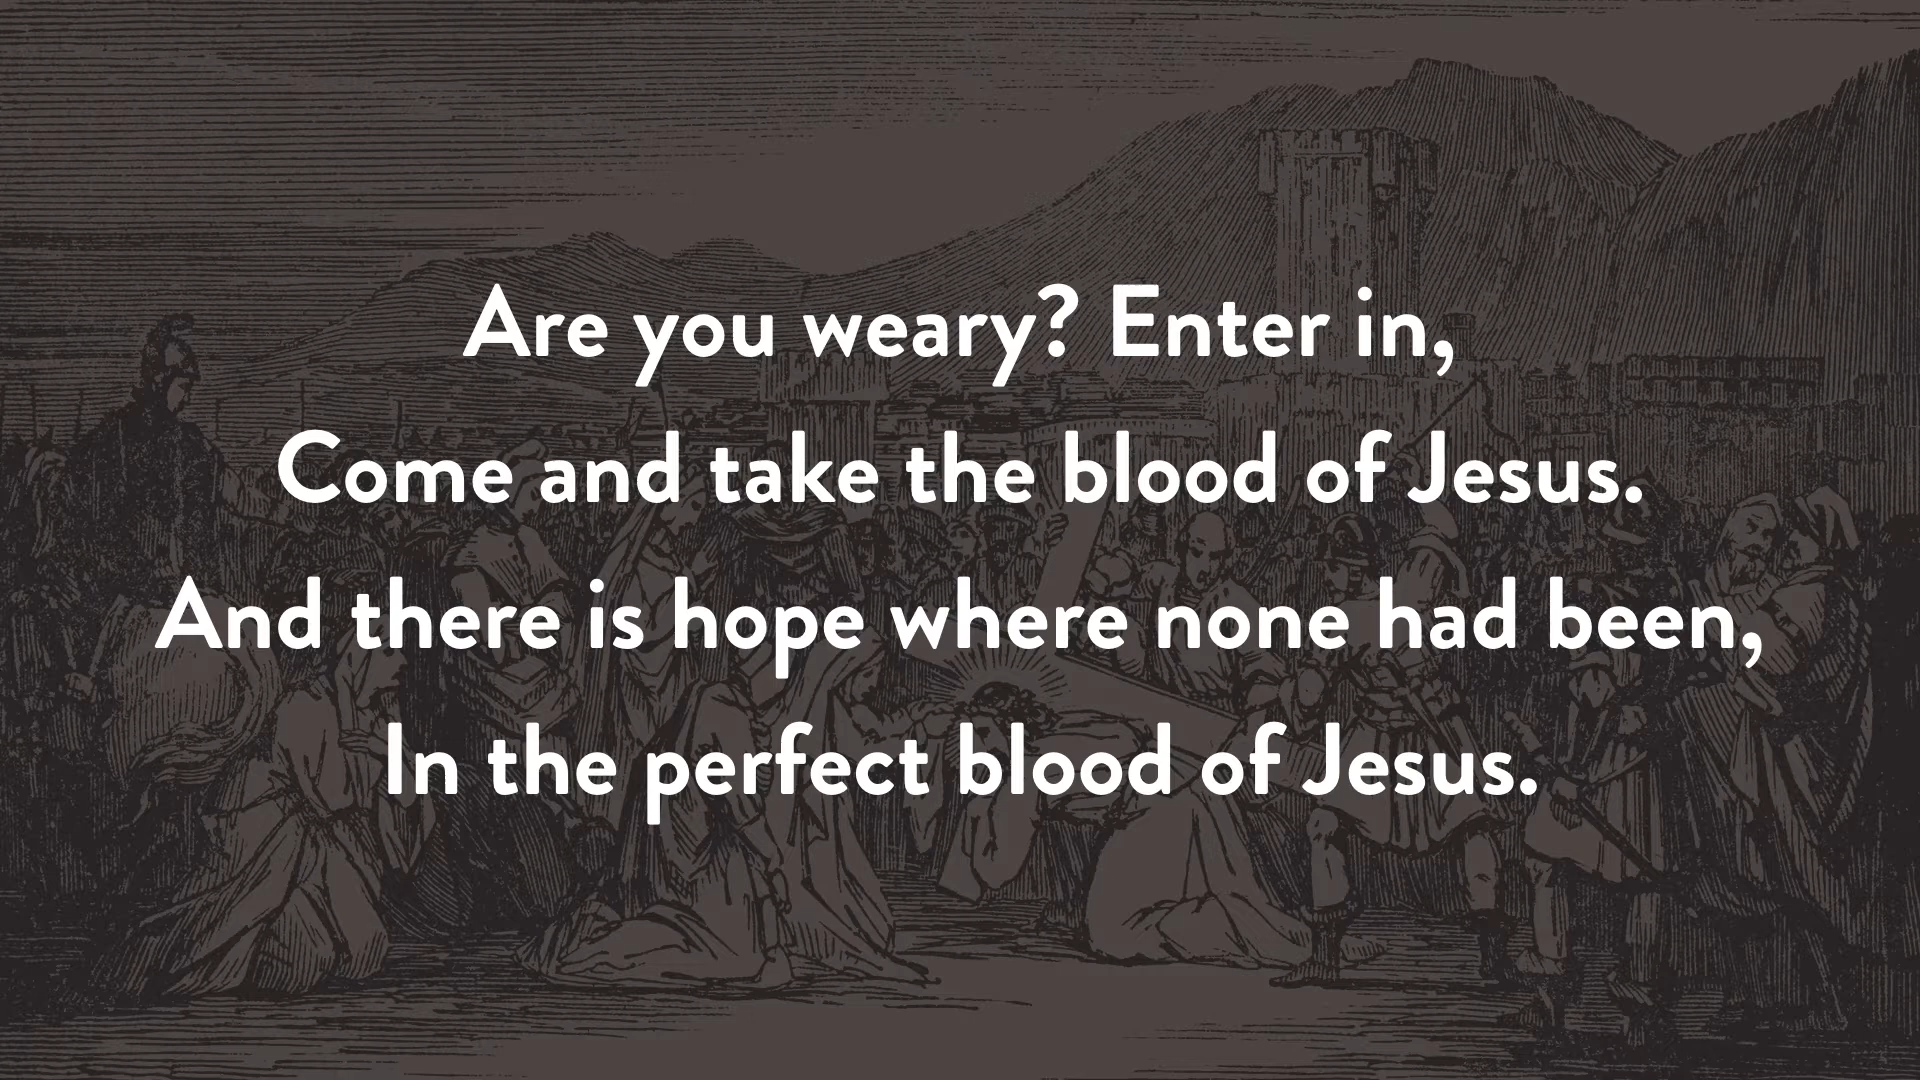 Are you weary? Enter in,
Come and take the blood of Jesus.
And there is hope where none had been,
In the perfect blood of Jesus.